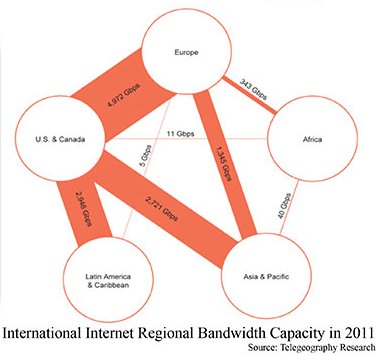 Europe
4,972 Gbps
343 Gbps
U.S. & Canada
11 Gbps
Africa
5 Gbps
1,345 Gbps
2,946 Gbps
2,721 Gbps
40 Gbps
Latin America
& Caribbean
Asia & Pacific
International Internet Regional Bandwidth Capacity in 2011
Source: Telegeography Research